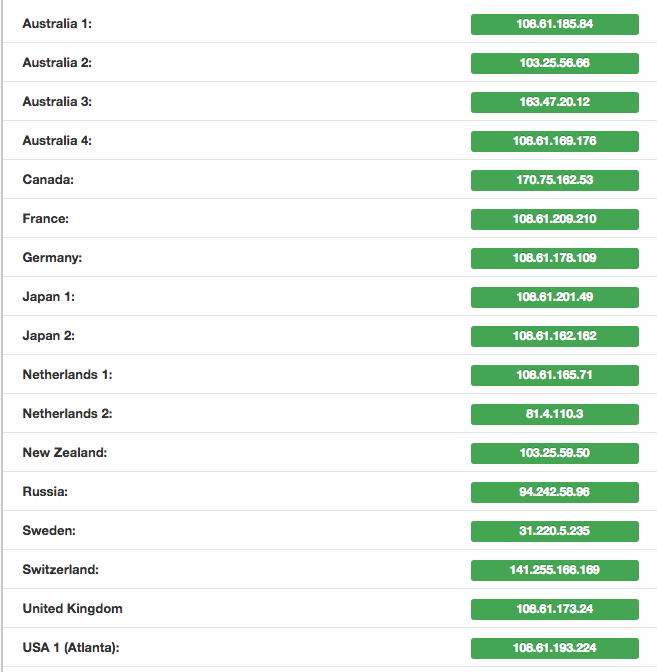 Australia 1: 108.61.185.84
Australia 2: 103.25.56.66
Australia 3: 163.47.20.12
Australia 4: 108.61.169.176
Canada: 170.75.162.53
France: 108.61.209.210
Germany: 108.61.178.109
Japan 1: 108.61.201.49
Japan 2: 108.61.162.162
Netherlands 1: 108.61.165.71
Netherlands 2: 81.4.110.3
New Zealand: 103.25.59.50
Russia: 94.242.58.96
Sweden: 31.220.5.235
Switzerland: 141.255.166.169
United Kingdom 108.61.173.24
USA 1 (Atlanta): 108.61.193.224